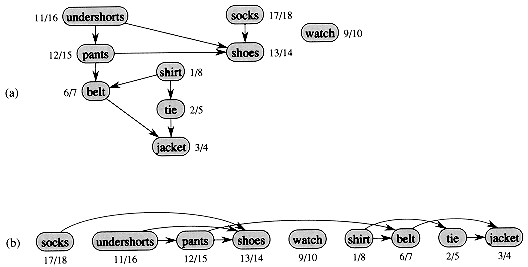 11/16 undershorts socks 17/18
watch 9/10
12/15 pants shoes 13/14
shirt 1/8
(a) 6/7 belt
tie 2/5
jacket 3/4
(b) socks undershorts pants shoes watch shirt belt tie jacket
17/18 11/16 12/15 13/14 9/10 1/8 6/7 2/5 3/4